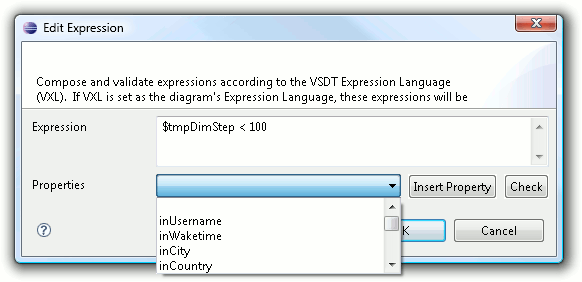 Edit Expression
Compose and validate expressions according to the VSDT Expression Language
(VXL). If VXL is set as the diagram's Expression Language, these expressions will be
Expression
$tmpDimStep < 100
Properties
Insert Property
Check
inUsername
inWaketime
inCity
inCountry
K
Cancel